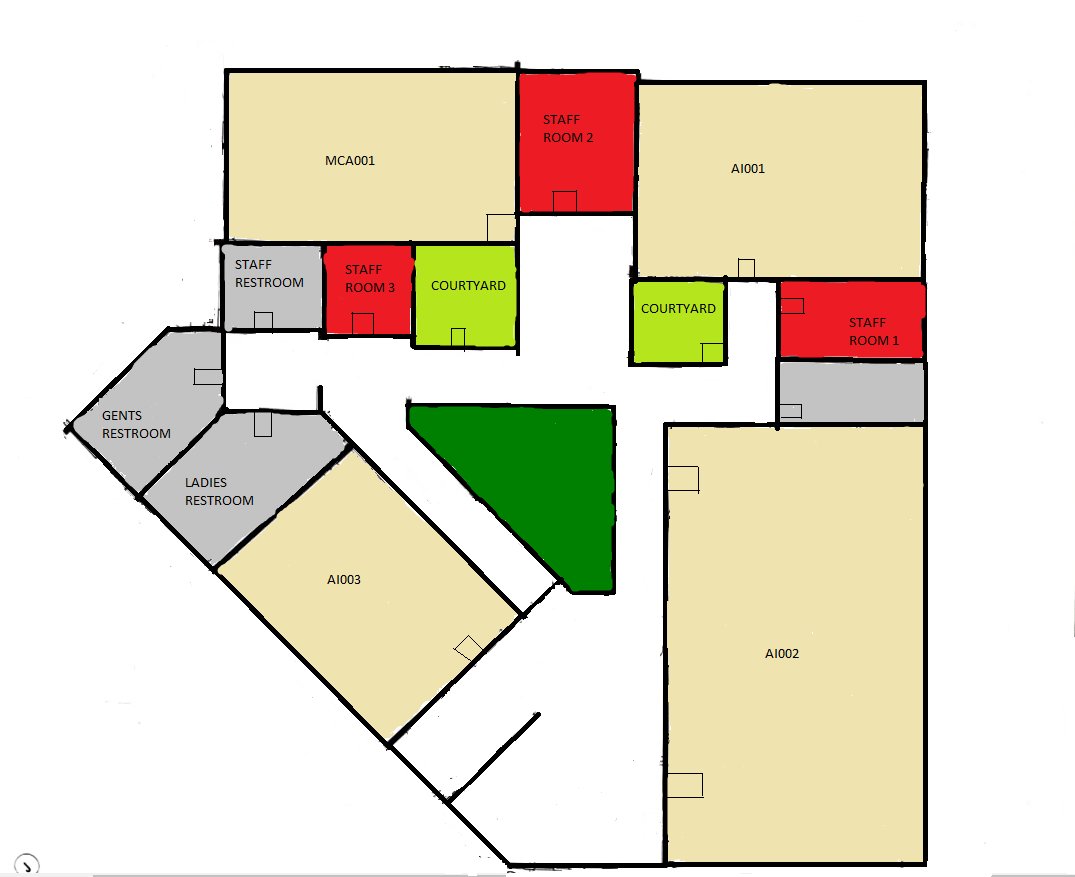 STAFF
ROOM 2
MCA001
AI001
STAFF
RESTROOM
STAFF
ROOM 3
COURTYARD
COURTYARD
STAFF
ROOM 1
GENTS
RESTROOM
LADIES
RESTROOM
AI003
AI002